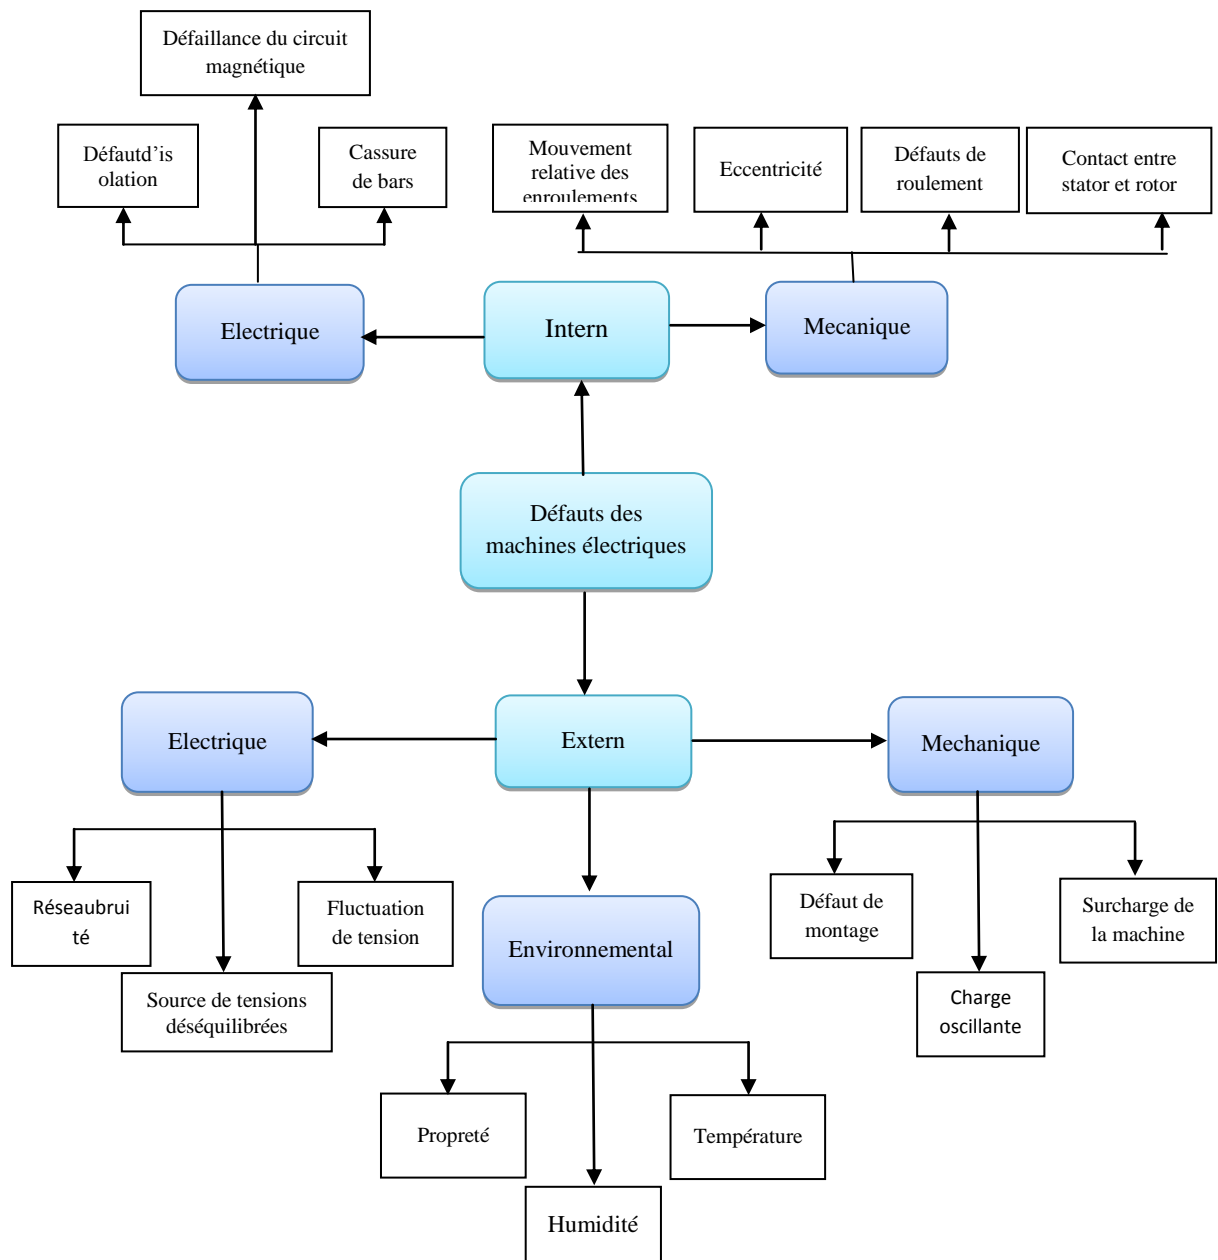 Défaillance du circuit
magnétique
Défautd’is
olation
Cassure
de bars
Mouvement
relative des
enroulements
Eccentricité
Défauts de
roulement
Contact entre
stator et rotor
Electrique
Intern
Mecanique
Défauts des
machines électriques
Electrique
Extern
Mechanique
Réseaubrui
té
Fluctuation
de tension
Source de tensions
déséquilibrées
Environnemental
Défaut de
montage
Surcharge de
la machine
Charge
oscillante
Propreté
Température
Humidité